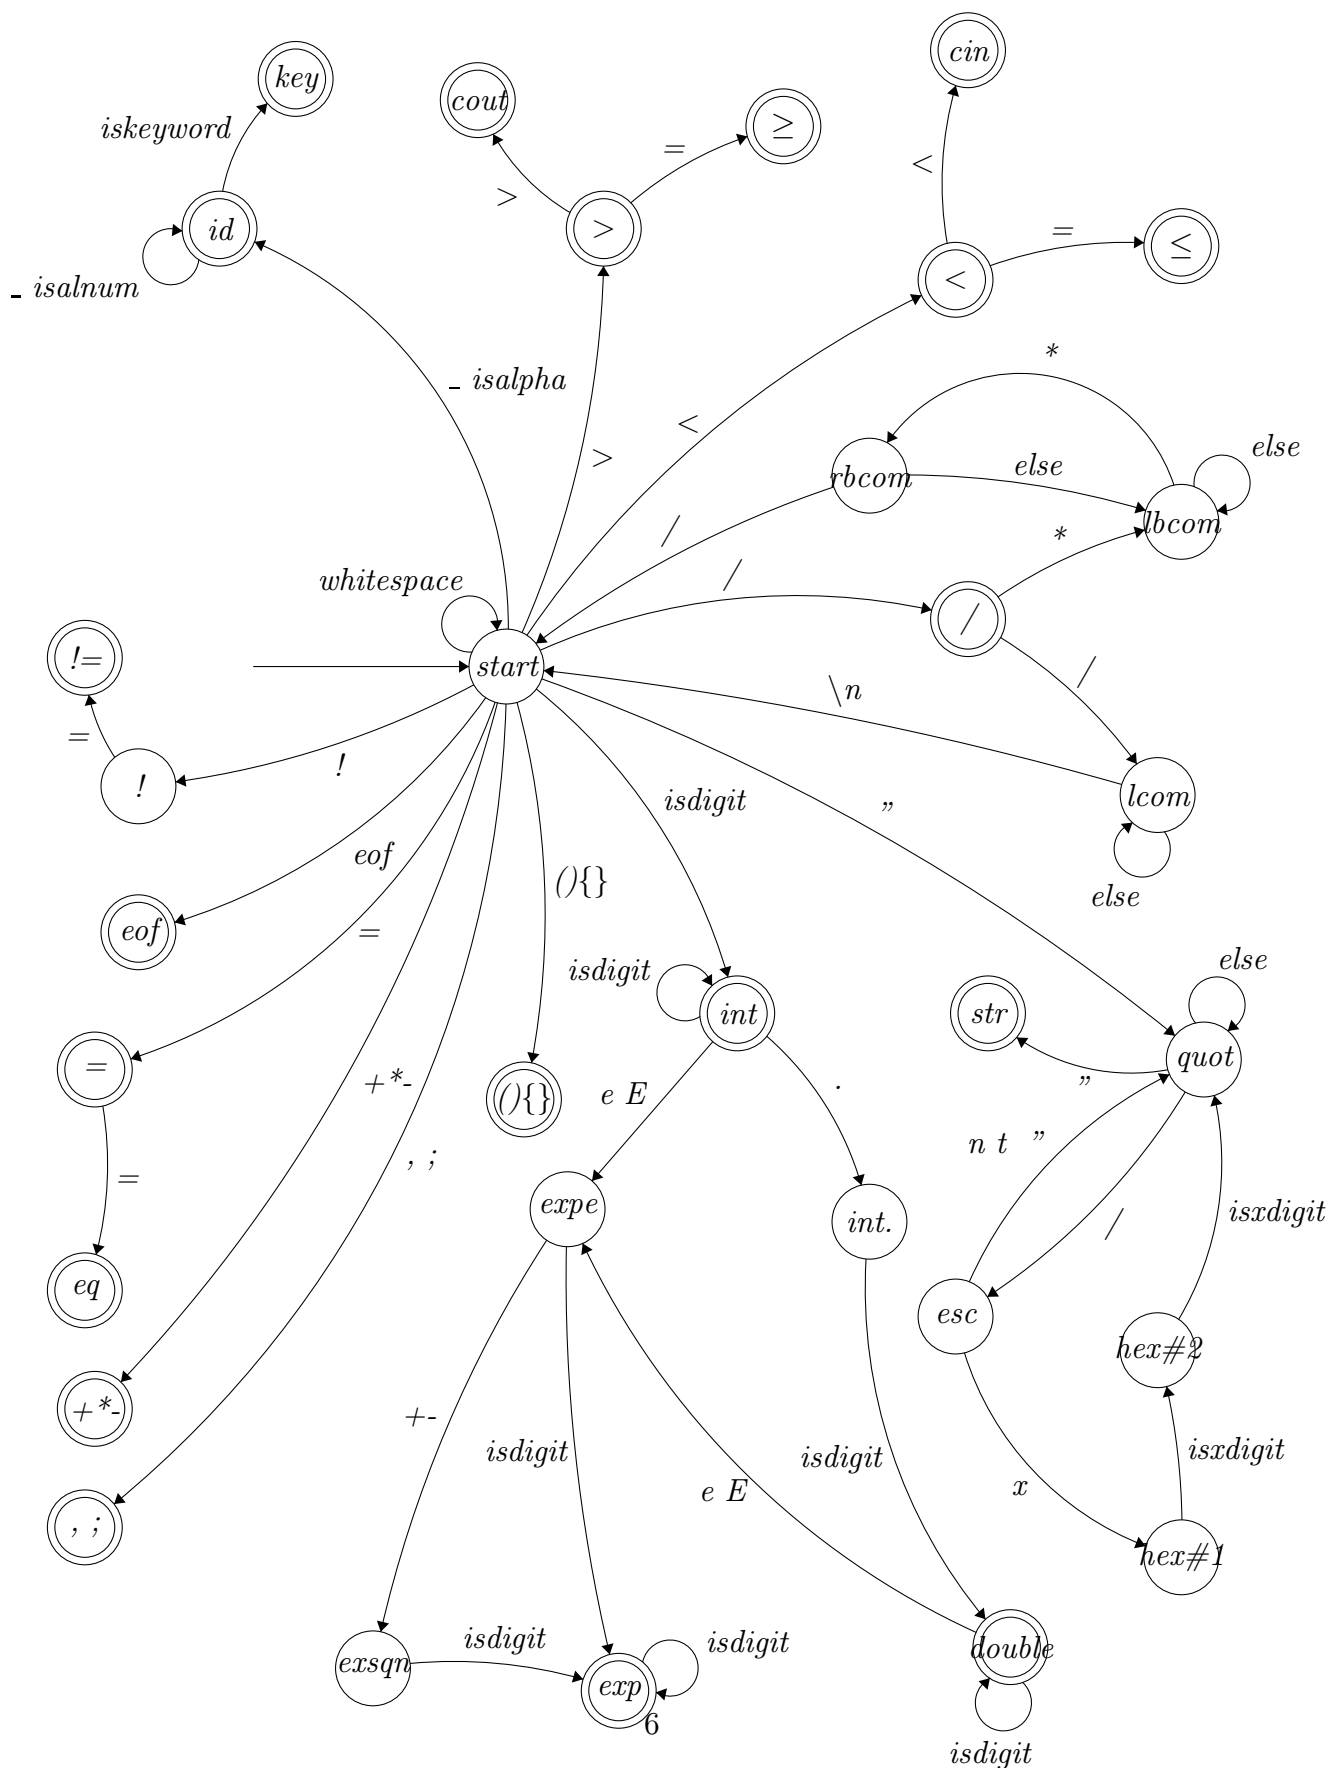 cin
key
cout
≥
iskeyword
=
>
<
id
>
=
≤
<
_ isalnum
*
_ isalpha
<
else
else
>
rbcom
lbcom
/
*
whitespace
/
/
!=
start
/
\n
=
!
!
lcom
isdigit
”
eof
(){}
else
eof
=
else
isdigit
int
str
quot
=
+*-
(){}
e E
.
”
n t ”
, ;
=
expe
int.
/
isxdigit
eq
esc
hex#2
+*-
+-
isdigit
isdigit
isxdigit
e E
x
, ;
hex#1
exsqn
isdigit
isdigit
double
exp
6
isdigit